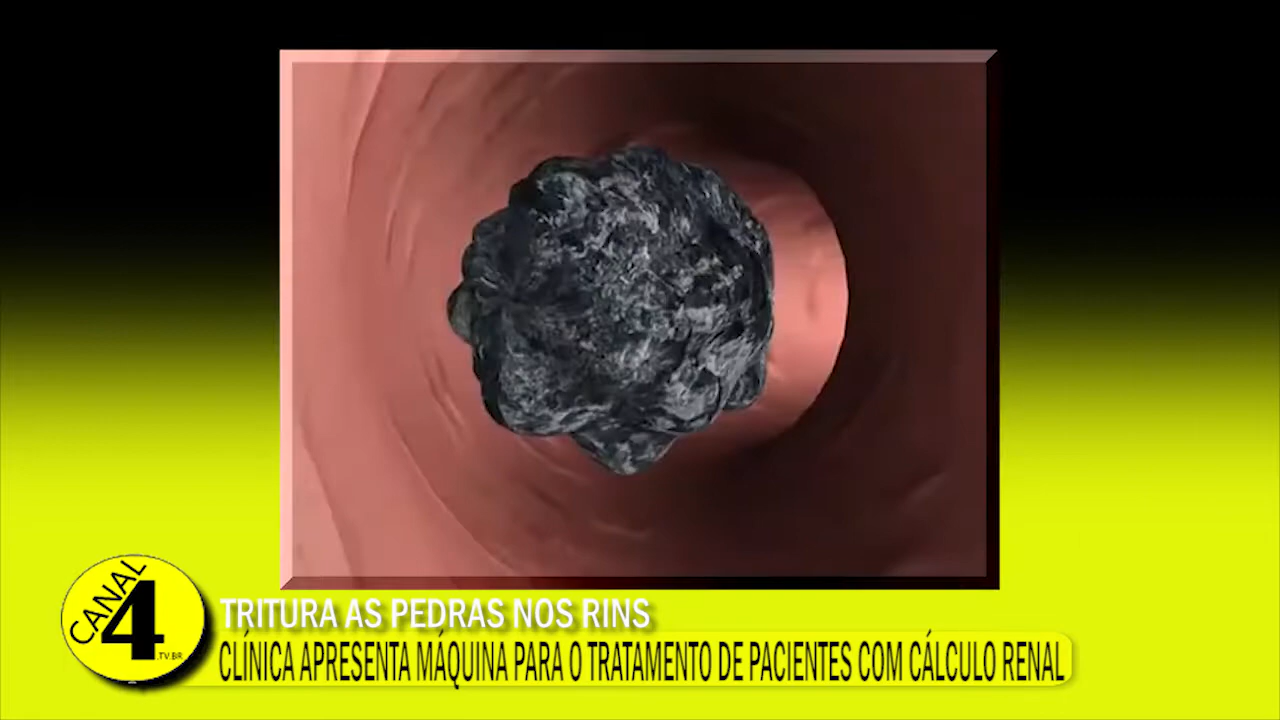 TRITURA AS PEDRAS NOS RINS
CANAL
4
.TV.BR
CLÍNICA APRESENTA MÁQUINA PARA O TRATAMENTO DE PACIENTES COM CÁLCULO RENAL